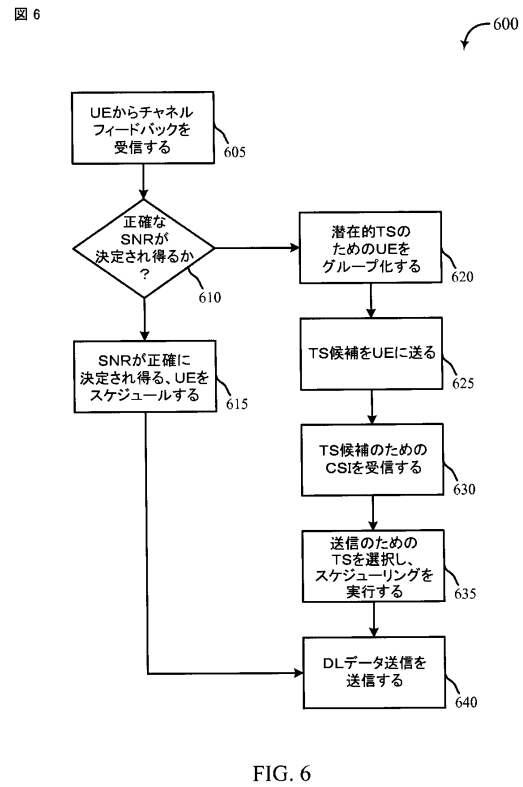 図 6
600
UEからチャネル
フィードバックを
受信する
605
正確な
SNRが
決定され得るか
?
610
SNRが正確に
決定され得る、UEを
スケジュールする
615
潜在的TSの
ためのUEを
グループ化する
620
TS候補をUEに送る
625
TS候補のための
CSIを受信する
630
送信のための
TSを選択し、
スケジューリングを
実行する
635
DLデータ送信を
送信する
640
FIG. 6